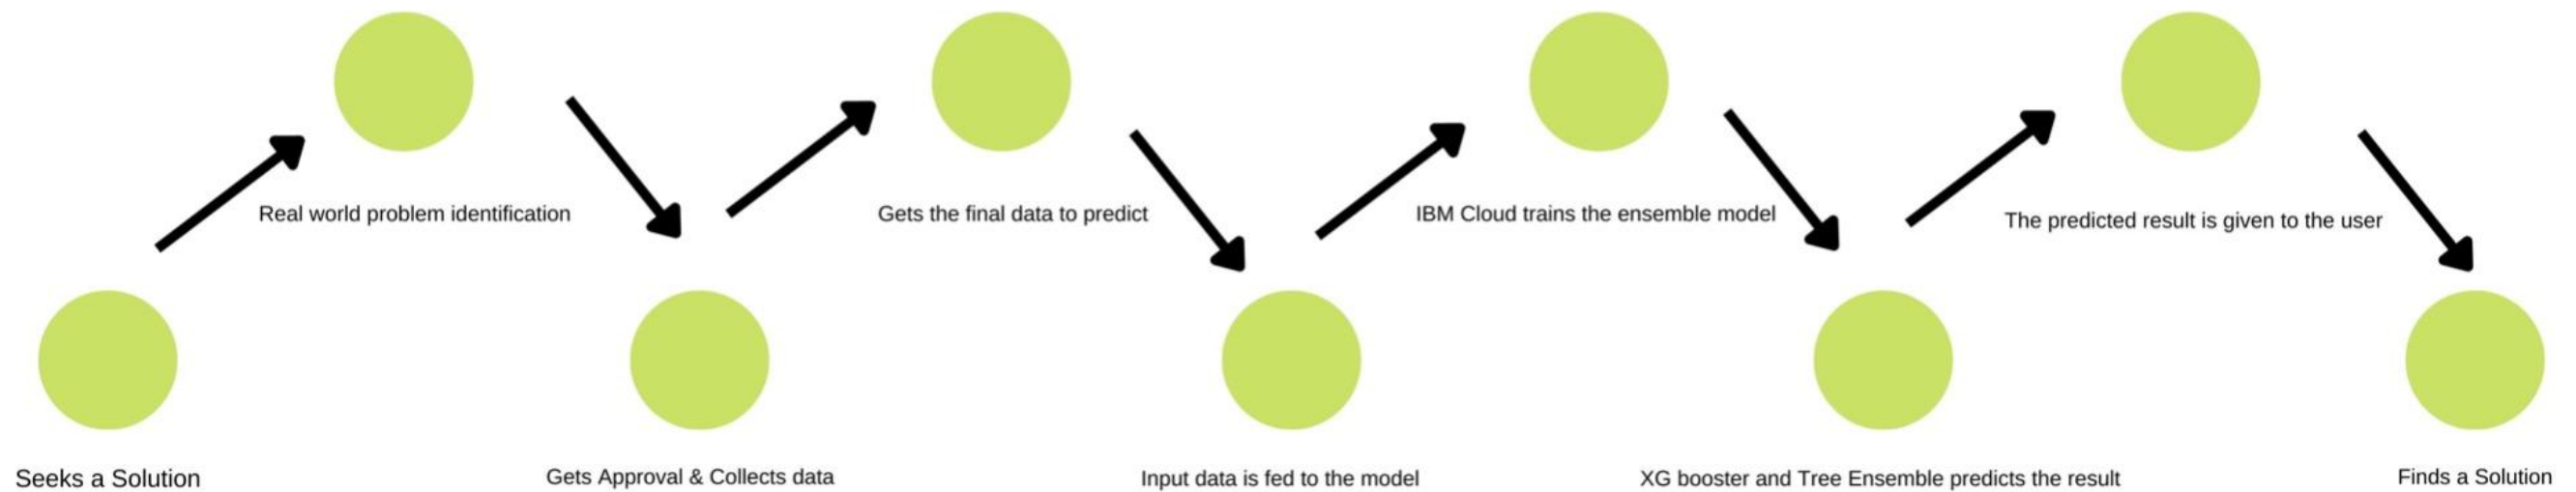 Seeks a Solution
Real world problem identification
Gets Approval & Collects data
Gets the final data to predict
Input data is fed to the model
IBM Cloud trains the ensemble model
XG booster and Tree Ensemble predicts the result
The predicted result is given to the user
Finds a Solution